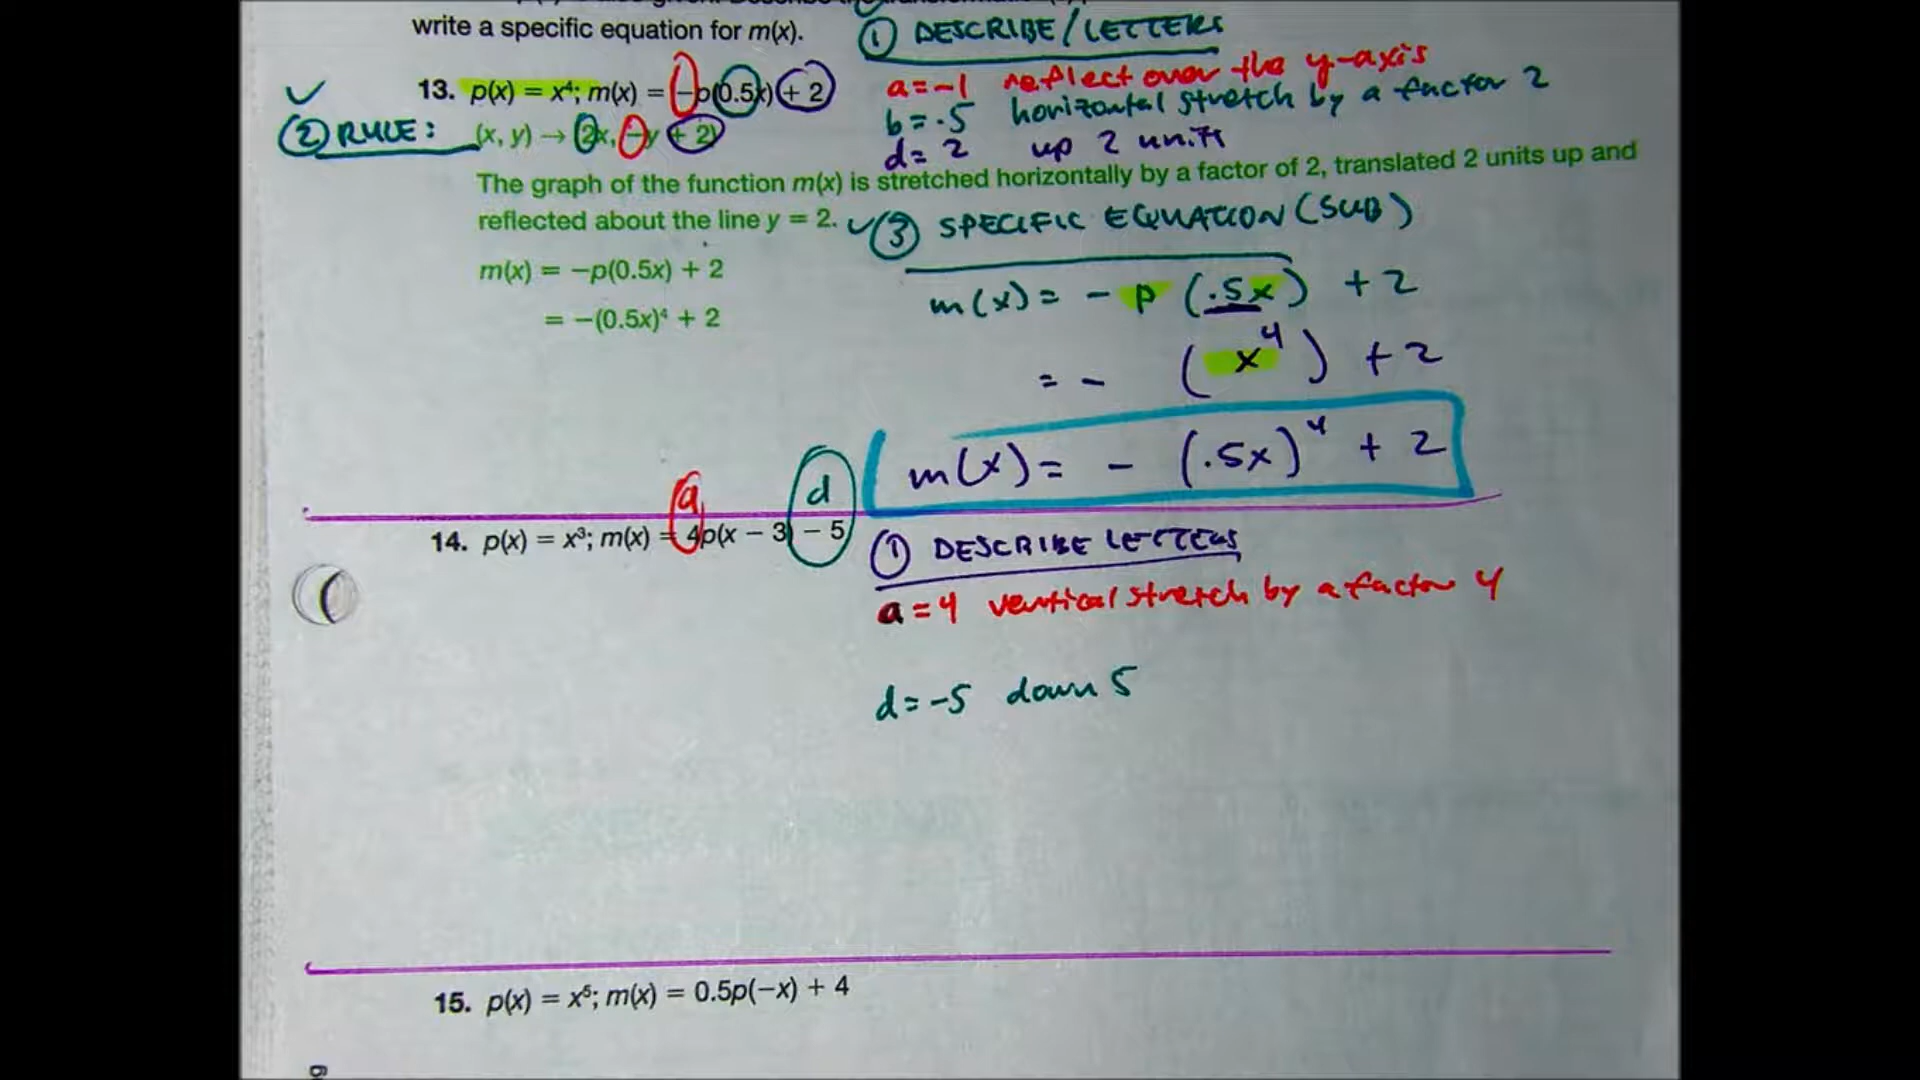 write a specific equation for m(x).
① DESCRIBE/LETTERS
13. p(x) = x⁴; m(x) = −p(0.5x) + 2
a=-1 reflect over the y-axis
b=.5 horizontal stretch by a factor 2
d=2 up 2 units
② RULE: (x, y) → (2x, −y + 2)
The graph of the function m(x) is stretched horizontally by a factor of 2, translated 2 units up and
reflected about the line y = 2.
③ SPECIFIC EQUATION (SUB)
m(x) = −p(0.5x) + 2
= −(0.5x)⁴ + 2
m(x) = - p (.5x) + 2
= - (x⁴) + 2
m(x) = - (.5x)⁴ + 2
a d
14. p(x) = x³; m(x) = 4p(x − 3) − 5
① DESCRIBE LETTERS
a=4 vertical stretch by a factor 4
d=-5 down 5
15. p(x) = x⁵; m(x) = 0.5p(−x) + 4